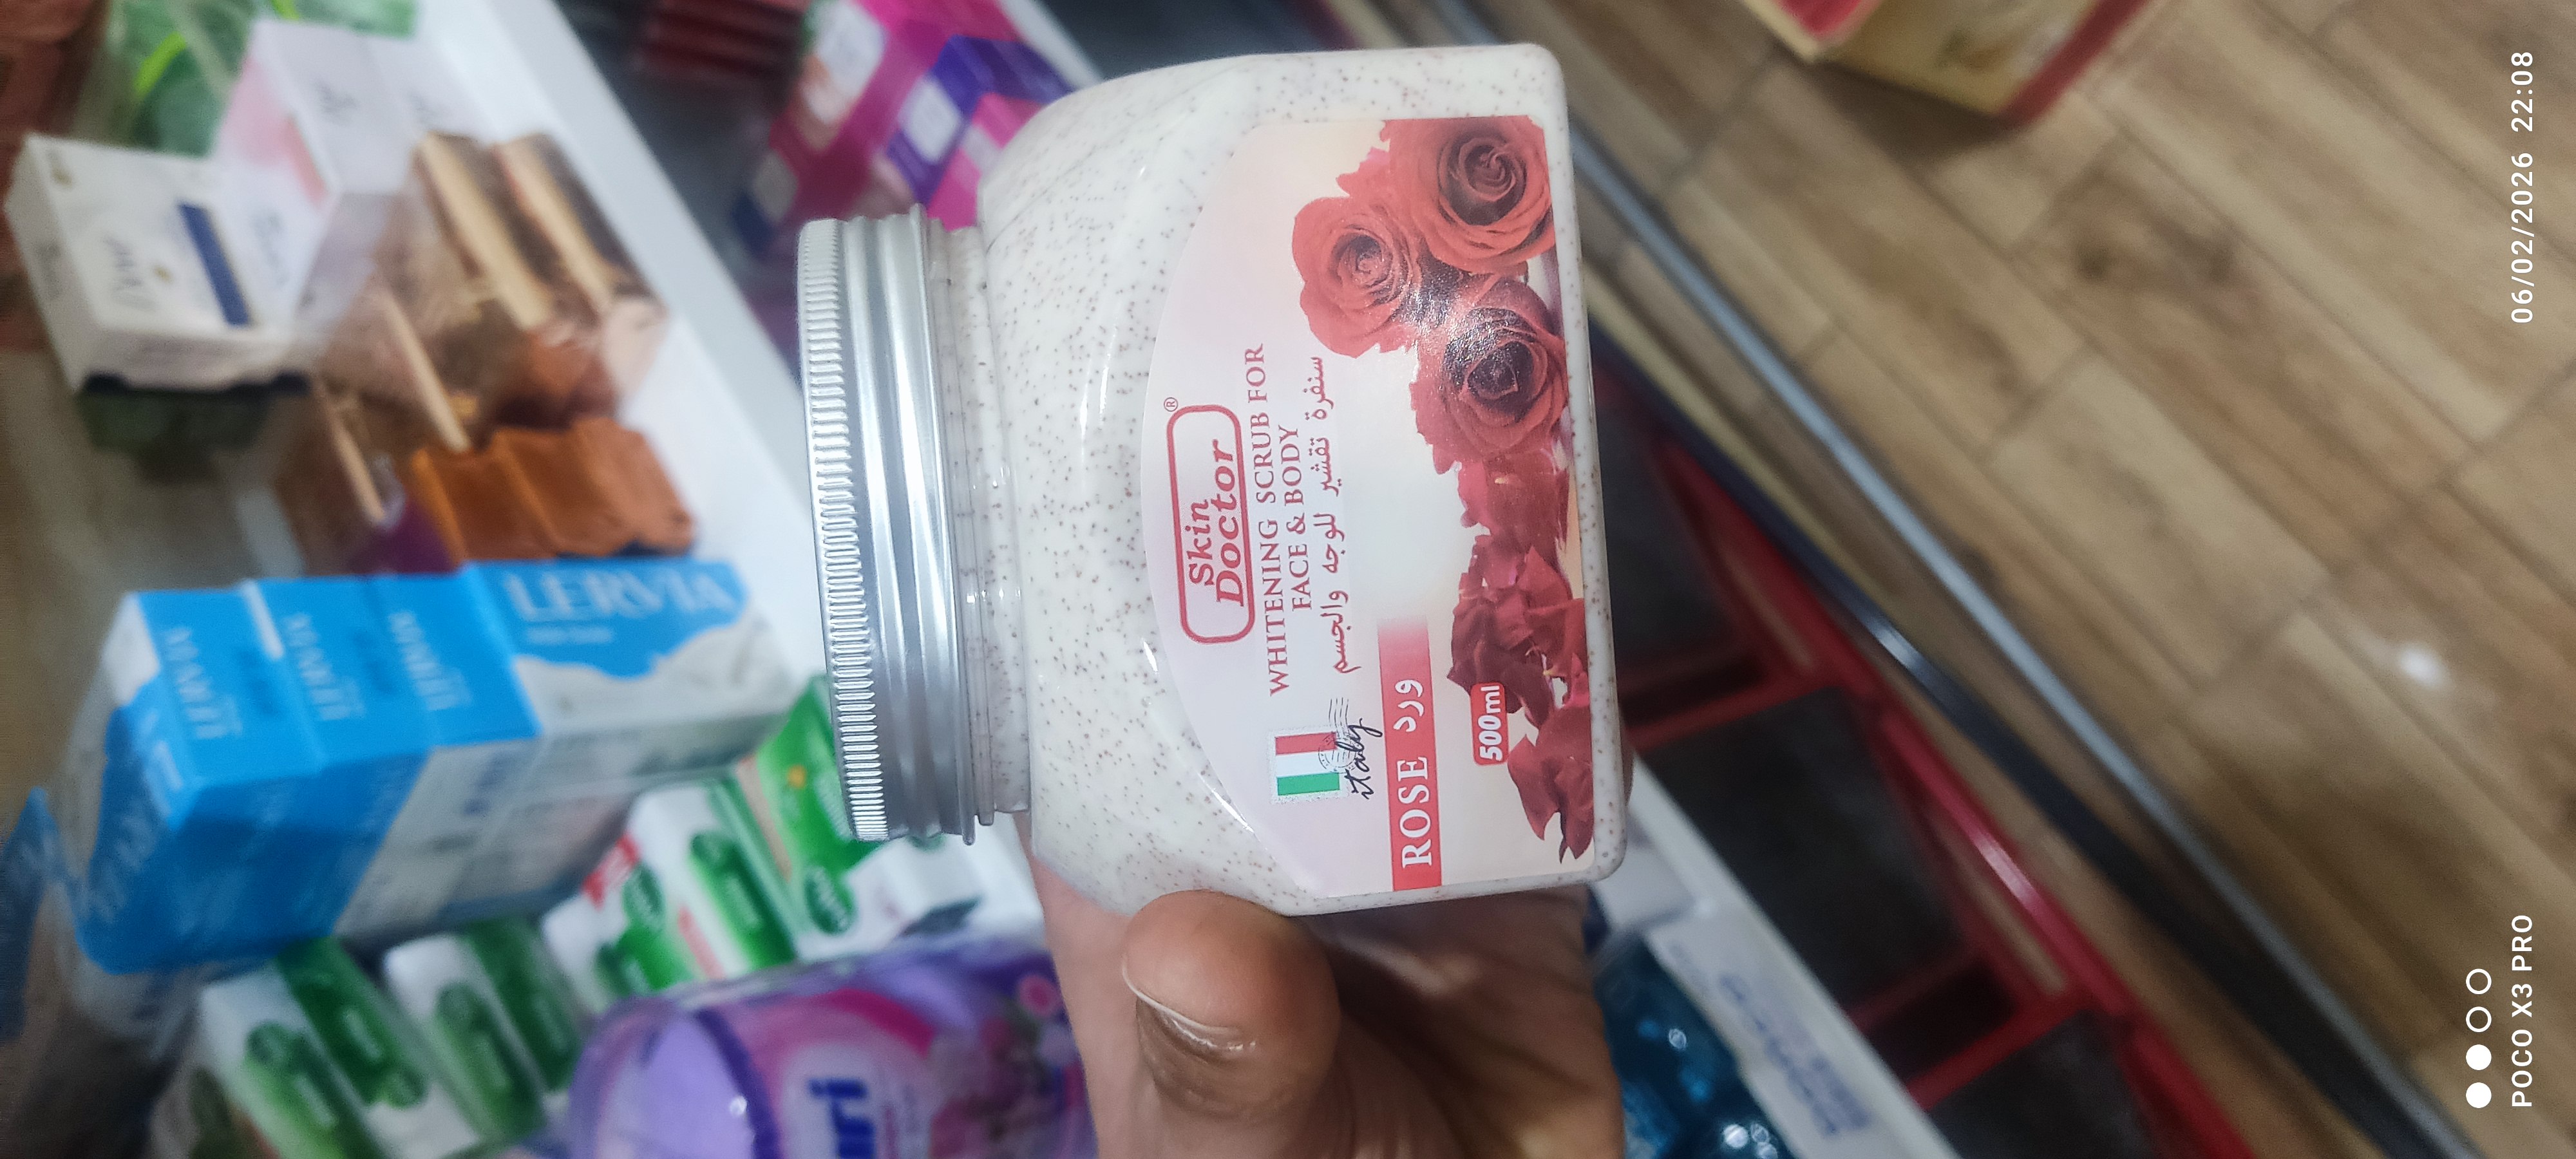 Skin
Doctor®
WHITENING SCRUB FOR
FACE & BODY
سنفرة تقشير للوجه والجسم
italy
ROSE ورد
500ml
LERVIA
POCO X3 PRO
06/02/2026 22:08